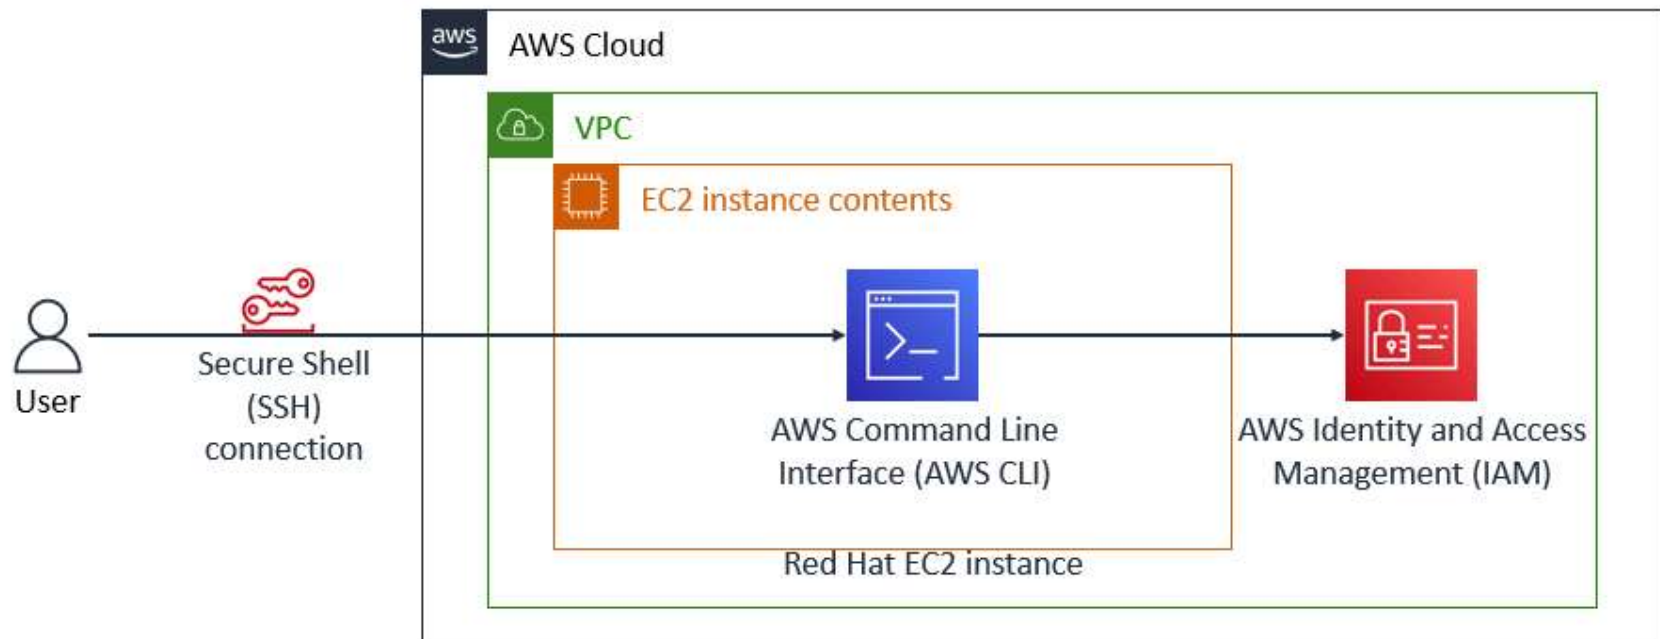 aws
AWS Cloud
VPC
EC2 instance contents
User
Secure Shell
(SSH)
connection
AWS Command Line
Interface (AWS CLI)
AWS Identity and Access
Management (IAM)
Red Hat EC2 instance